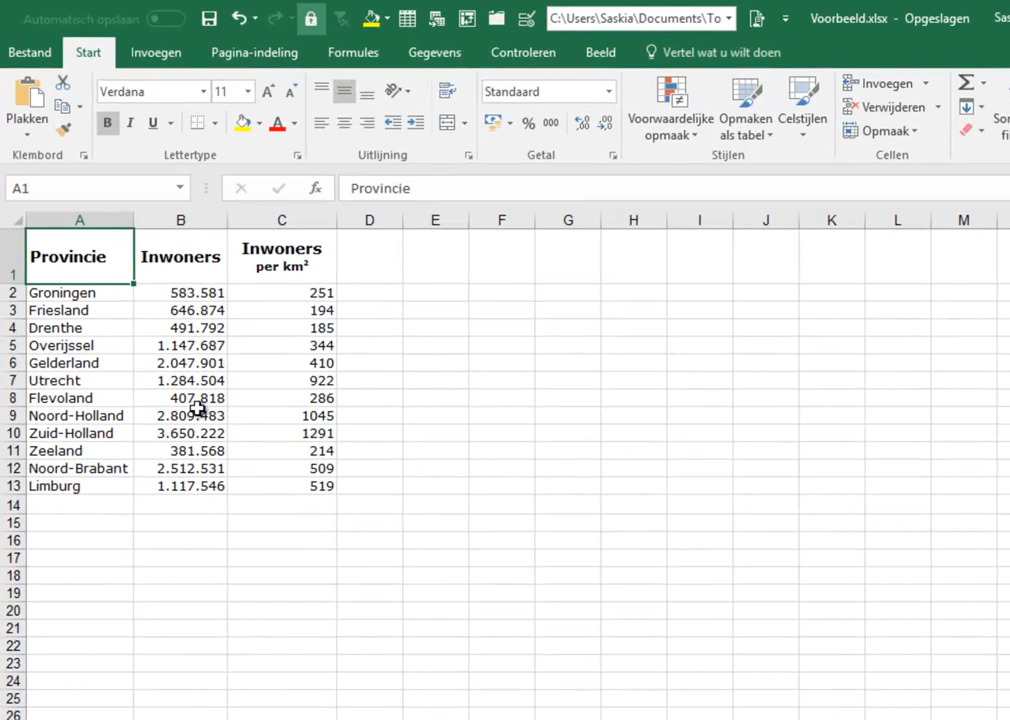 Automatisch opslaan
C:\Users\Saskia\Documents\To
Voorbeeld.xlsx - Opgeslagen
Sas
Bestand Start Invoegen Pagina-indeling Formules Gegevens Controleren Beeld Vertel wat u wilt doen
Plakken
Verdana 11
B I U A
Standaard
% 000
Voorwaardelijke opmaak
Opmaken als tabel
Celstijlen
Invoegen
Verwijderen
Opmaak
Klembord Lettertype Uitlijning Getal Stijlen Cellen
A1 fx Provincie
A B C D E F G H I J K L M
1 Provincie Inwoners Inwoners per km²
2 Groningen 583.581 251
3 Friesland 646.874 194
4 Drenthe 491.792 185
5 Overijssel 1.147.687 344
6 Gelderland 2.047.901 410
7 Utrecht 1.284.504 922
8 Flevoland 407.818 286
9 Noord-Holland 2.809.483 1045
10 Zuid-Holland 3.650.222 1291
11 Zeeland 381.568 214
12 Noord-Brabant 2.512.531 509
13 Limburg 1.117.546 519
14
15
16
17
18
19
20
21
22
23
24
25
26